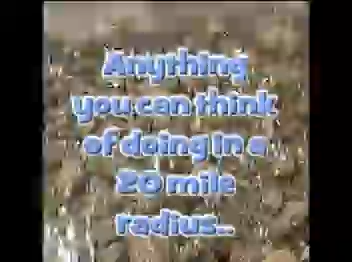 Anything
you can think
of doing in a
20 mile
radius...